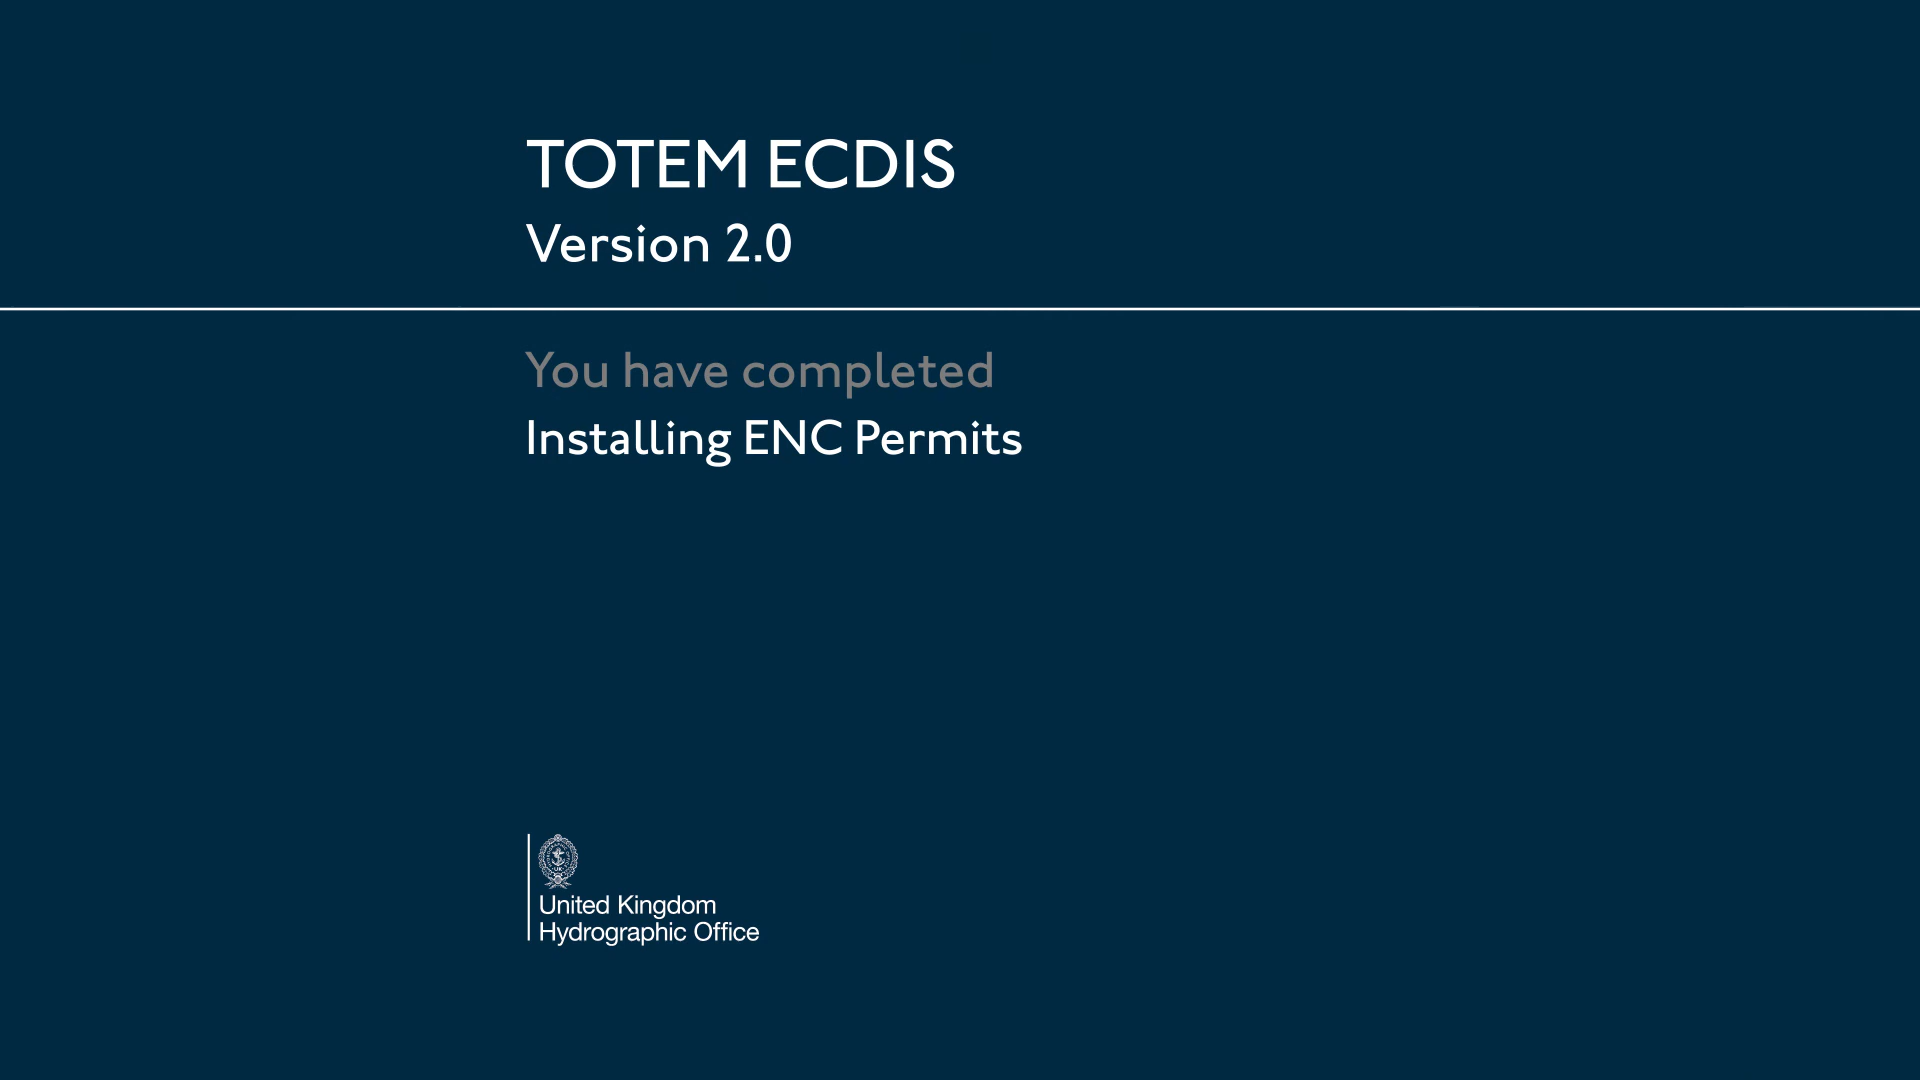 TOTEM ECDIS
Version 2.0
You have completed
Installing ENC Permits
United Kingdom
Hydrographic Office